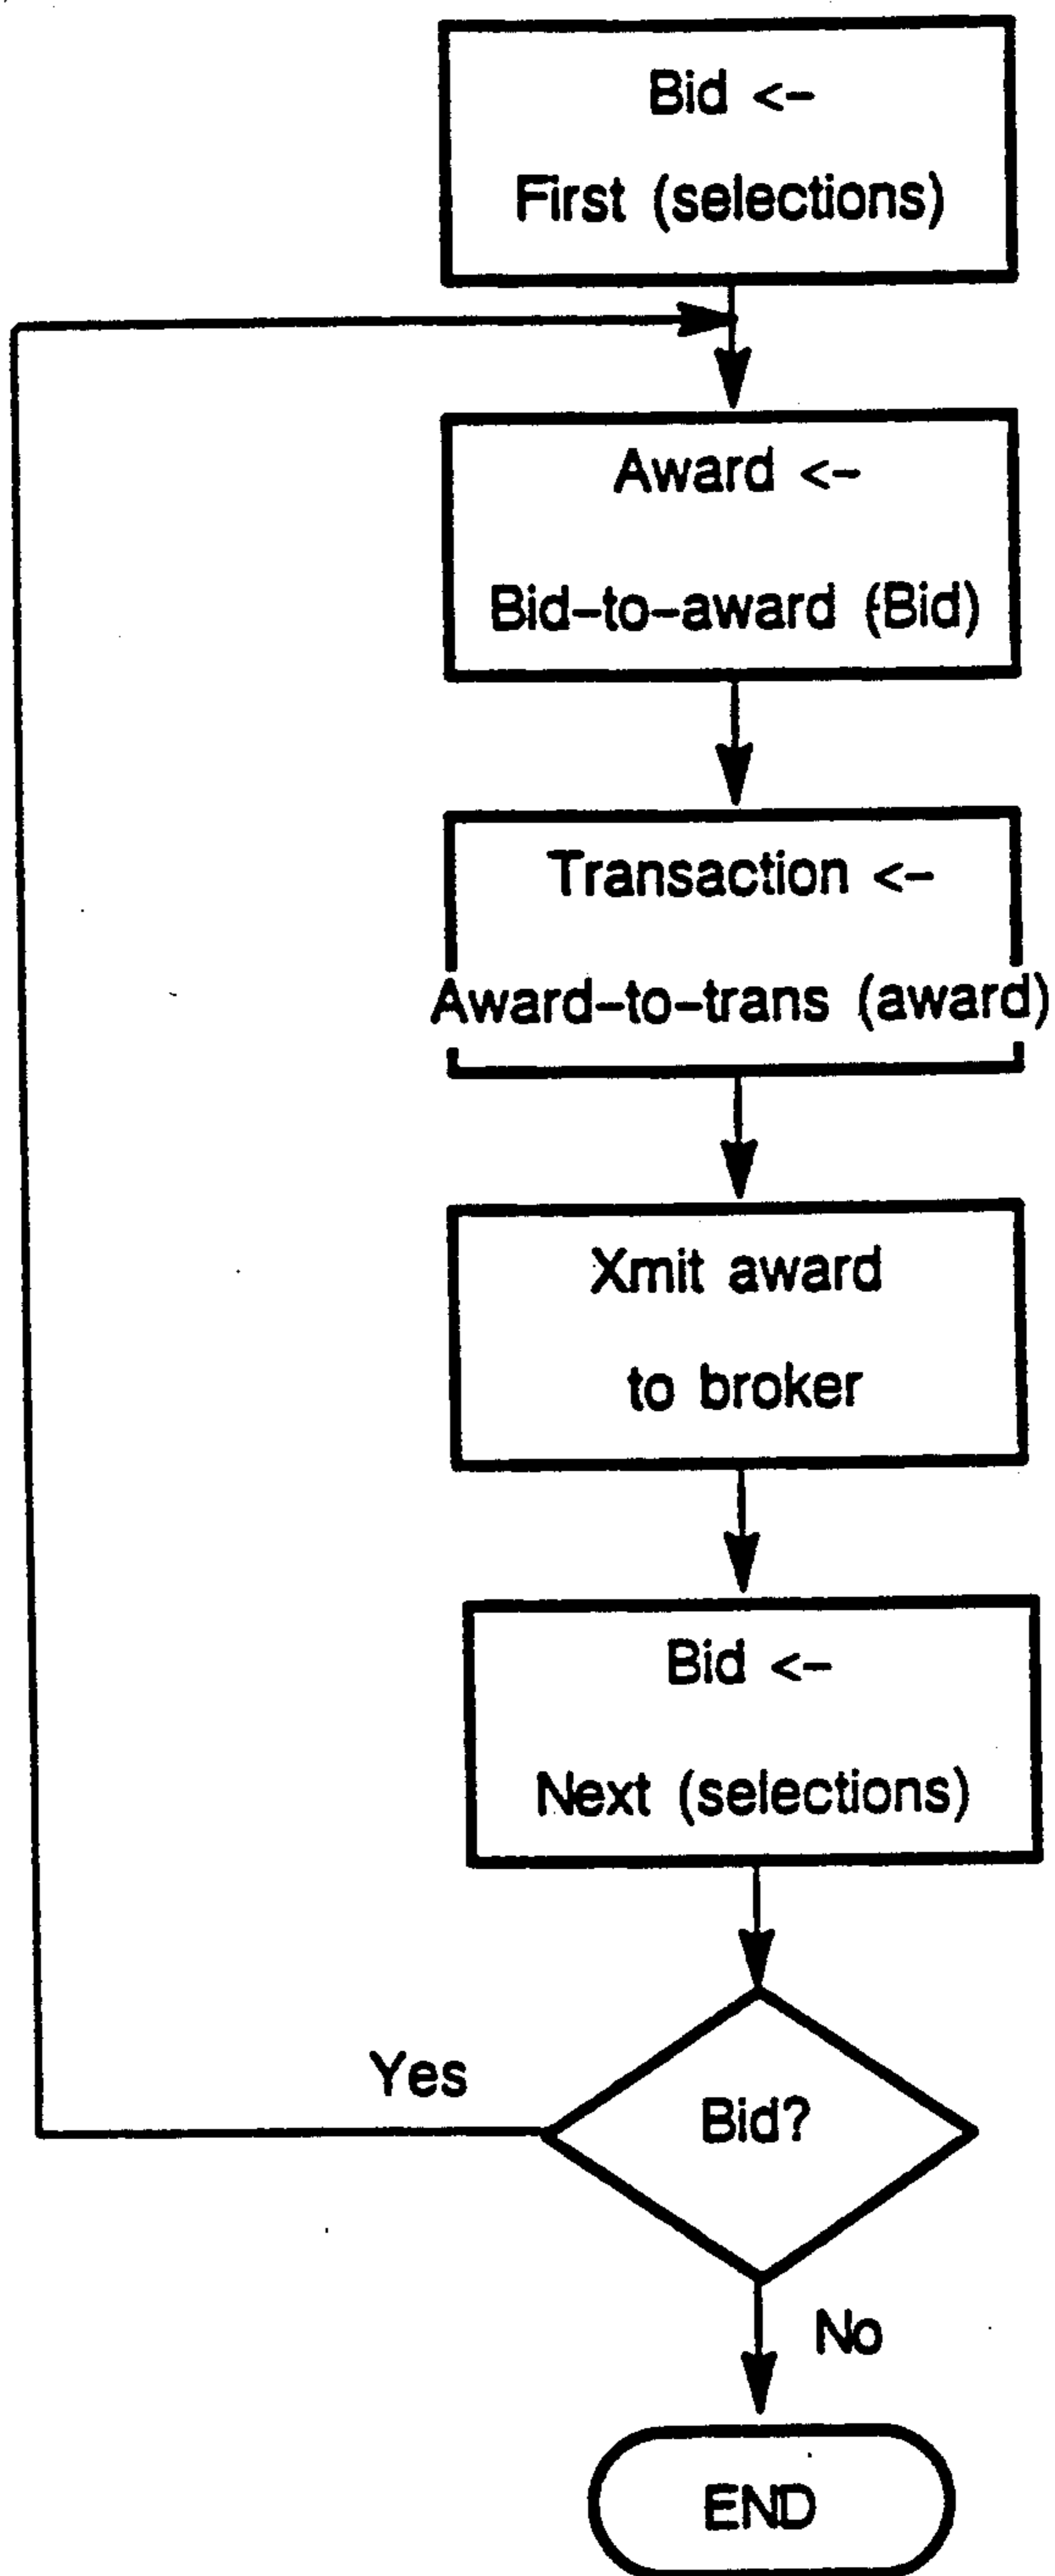 Bid <-
First (selections)
Award <-
Bid-to-award (Bid)
Transaction <-
Award-to-trans (award)
Xmit award
to broker
Bid <-
Next (selections)
Yes
Bid?
No
END